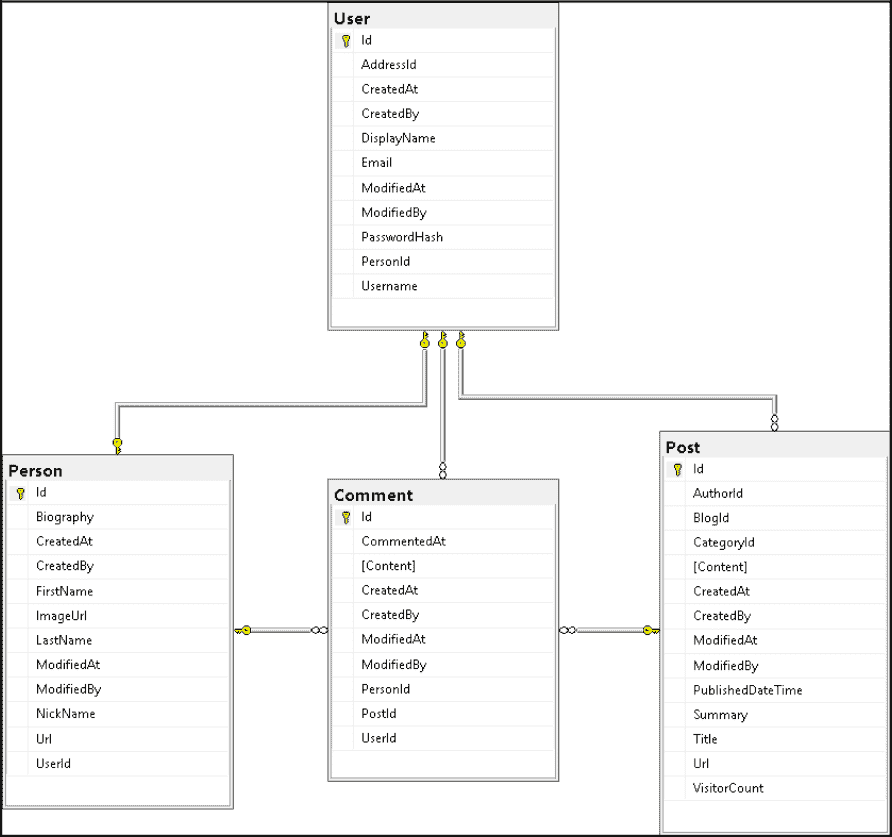 User
Id
AddressId
CreatedAt
CreatedBy
DisplayName
Email
ModifiedAt
ModifiedBy
PasswordHash
PersonId
Username
Person
Id
Biography
CreatedAt
CreatedBy
FirstName
ImageUrl
LastName
ModifiedAt
ModifiedBy
NickName
Url
UserId
Comment
Id
CommentedAt
[Content]
CreatedAt
CreatedBy
ModifiedAt
ModifiedBy
PersonId
PostId
UserId
Post
Id
AuthorId
BlogId
CategoryId
[Content]
CreatedAt
CreatedBy
ModifiedAt
ModifiedBy
PublishedDateTime
Summary
Title
Url
VisitorCount